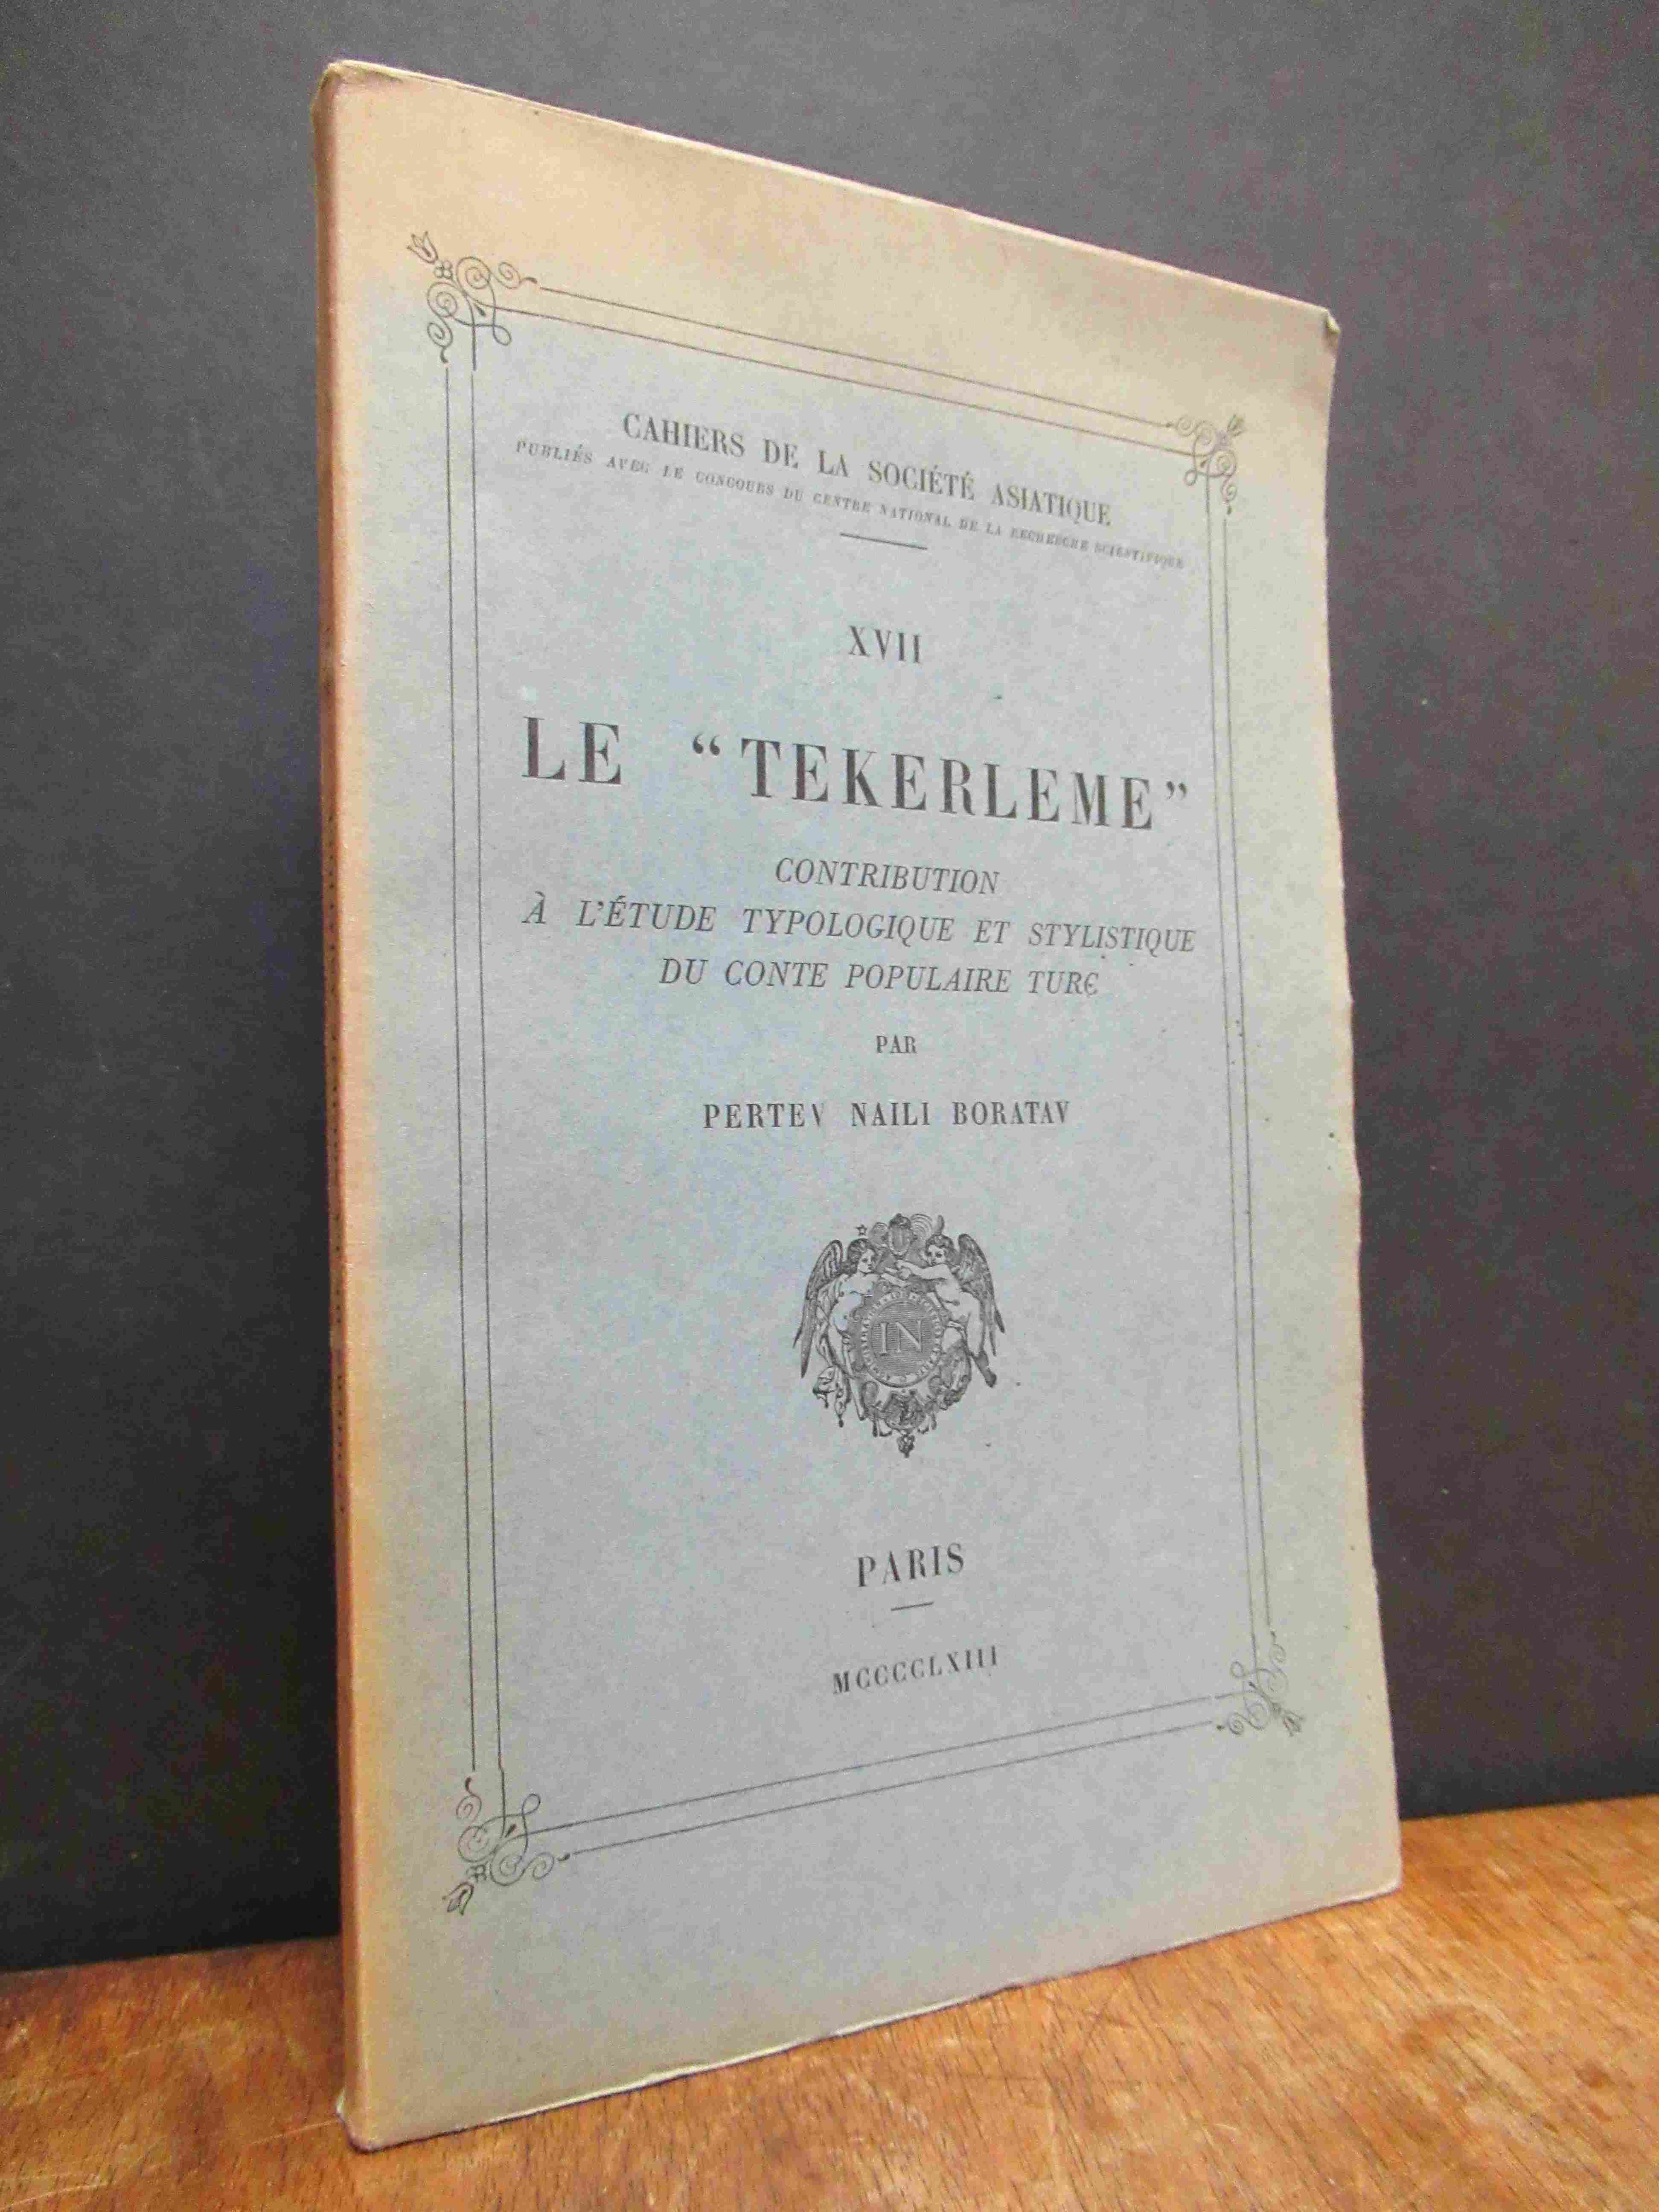 CAHIERS DE LA SOCIÉTÉ ASIATIQUE
PUBLIÉS AVEC LE CONCOURS DU CENTRE NATIONAL DE LA RECHERCHE SCIENTIFIQUE
XVII
LE “TEKERLEME”
CONTRIBUTION
À L’ÉTUDE TYPOLOGIQUE ET STYLISTIQUE
DU CONTE POPULAIRE TURC
PAR
PERTEV NAILI BORATAV
IN
PARIS
MCCCCCLXIII